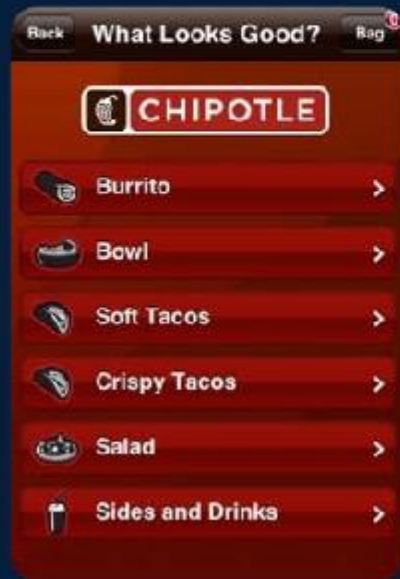 Back What Looks Good? Bag
CHIPOTLE
Burrito
Bowl
Soft Tacos
Crispy Tacos
Salad
Sides and Drinks